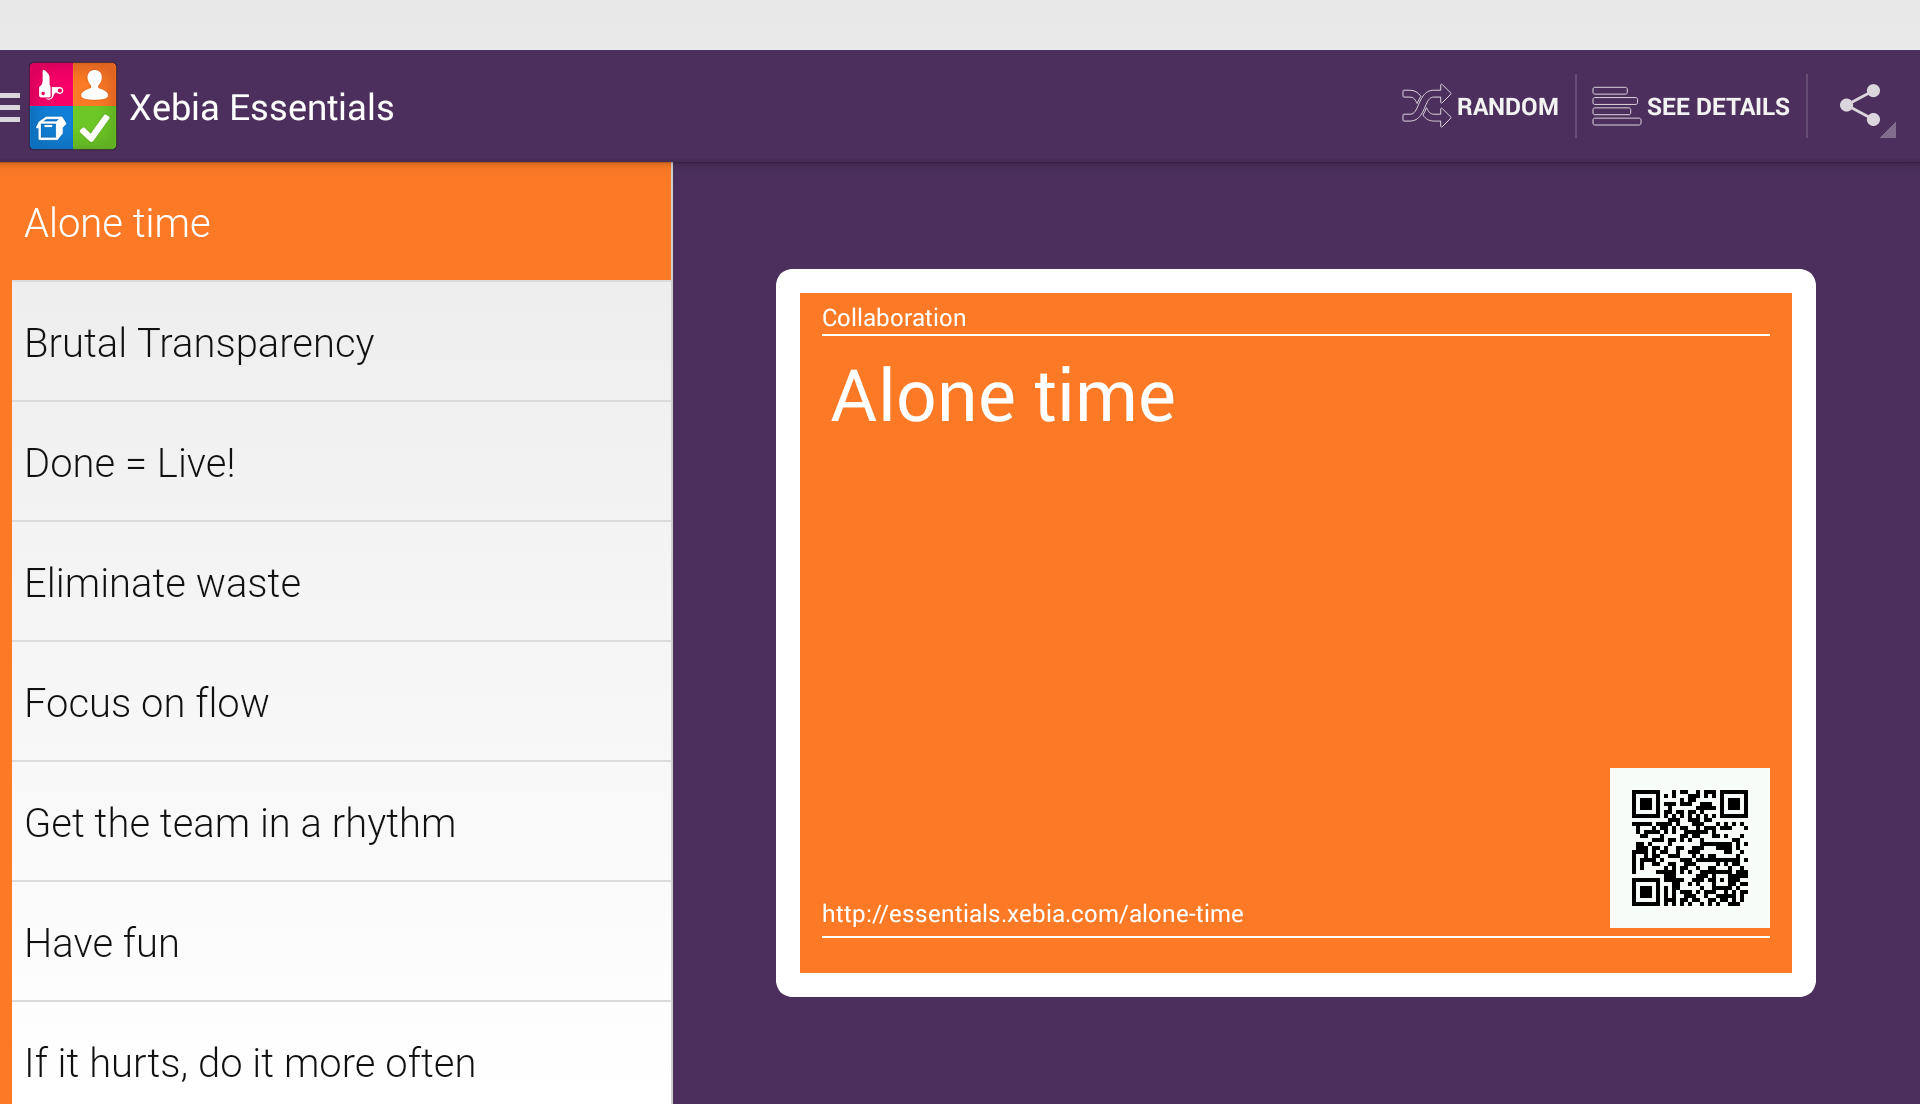 Xebia Essentials
RANDOM
SEE DETAILS
Alone time
Brutal Transparency
Done = Live!
Eliminate waste
Focus on flow
Get the team in a rhythm
Have fun
If it hurts, do it more often
Collaboration
Alone time
http://essentials.xebia.com/alone-time